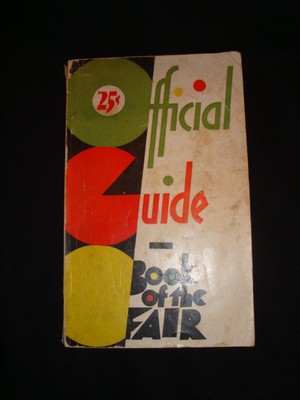 25¢
Official
Guide
Book
of the
FAIR